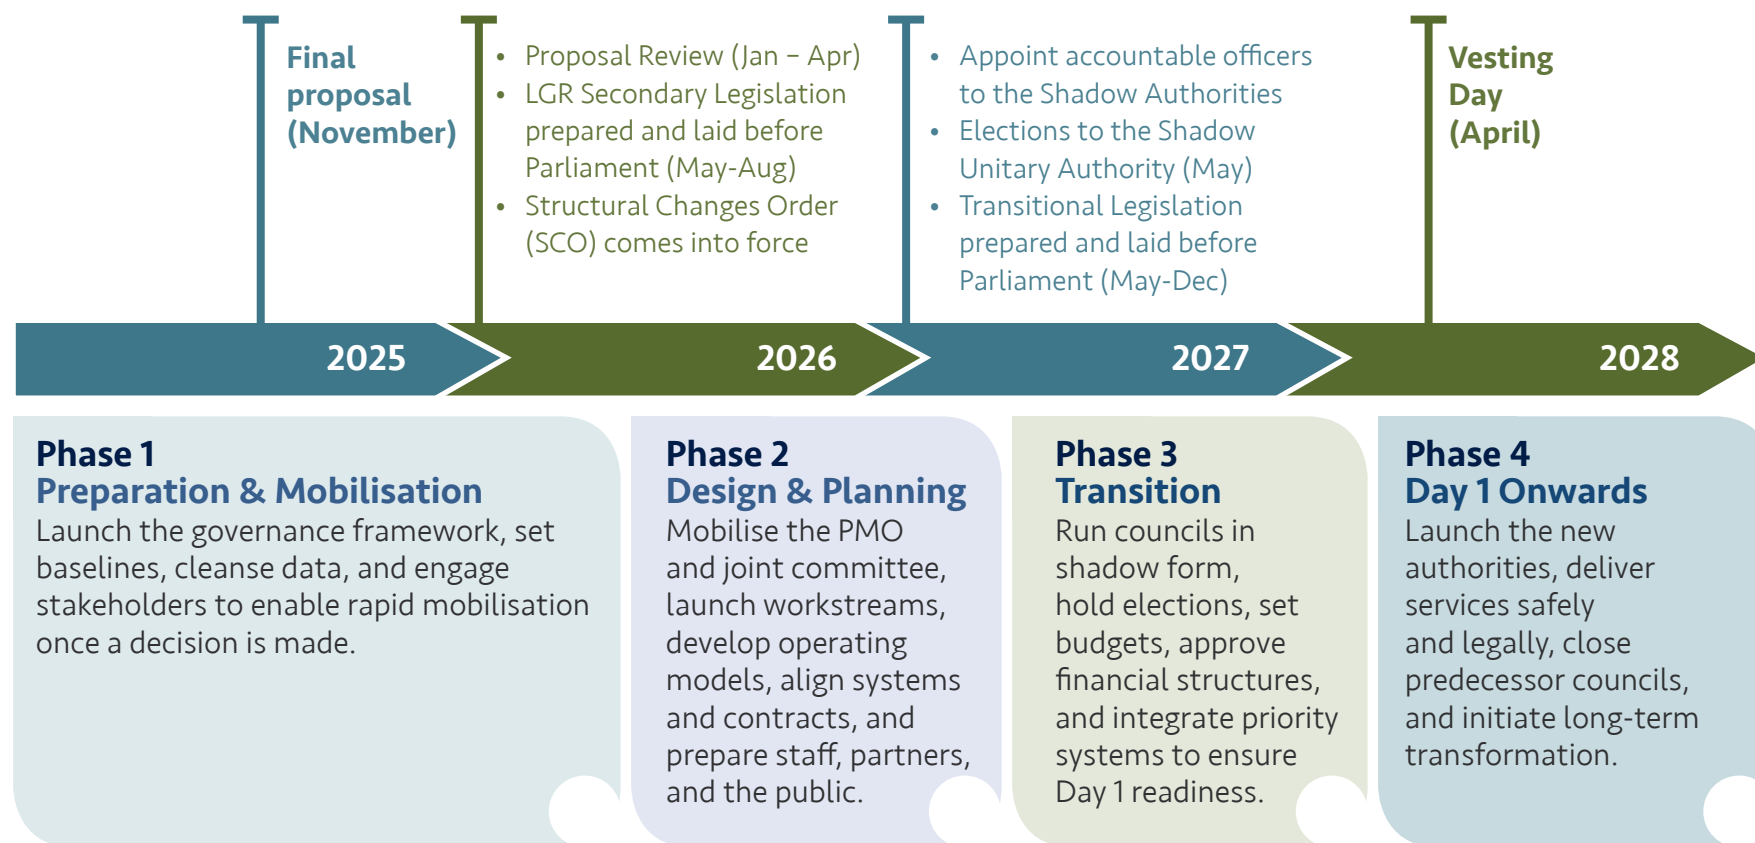 Final
proposal
(November)
• Proposal Review (Jan – Apr)
• LGR Secondary Legislation
prepared and laid before
Parliament (May-Aug)
• Structural Changes Order
(SCO) comes into force
• Appoint accountable officers
to the Shadow Authorities
• Elections to the Shadow
Unitary Authority (May)
• Transitional Legislation
prepared and laid before
Parliament (May-Dec)
Vesting
Day
(April)
2025
2026
2027
2028
Phase 1
Preparation & Mobilisation
Launch the governance framework, set
baselines, cleanse data, and engage
stakeholders to enable rapid mobilisation
once a decision is made.
Phase 2
Design & Planning
Mobilise the PMO
and joint committee,
launch workstreams,
develop operating
models, align systems
and contracts, and
prepare staff, partners,
and the public.
Phase 3
Transition
Run councils in
shadow form,
hold elections, set
budgets, approve
financial structures,
and integrate priority
systems to ensure
Day 1 readiness.
Phase 4
Day 1 Onwards
Launch the new
authorities, deliver
services safely
and legally, close
predecessor councils,
and initiate long-term
transformation.